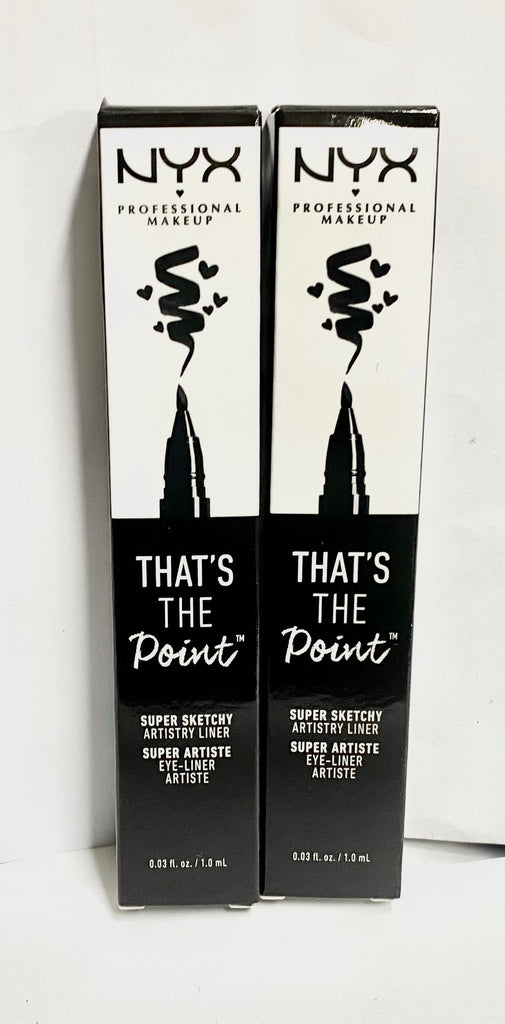 NYX
PROFESSIONAL
MAKEUP
THAT'S
THE
Point™
SUPER SKETCHY
ARTISTRY LINER
SUPER ARTISTE
EYE-LINER
ARTISTE
0.03 fl. oz. / 1.0 mL
NYX
PROFESSIONAL
MAKEUP
THAT'S
THE
Point™
SUPER SKETCHY
ARTISTRY LINER
SUPER ARTISTE
EYE-LINER
ARTISTE
0.03 fl. oz. / 1.0 mL